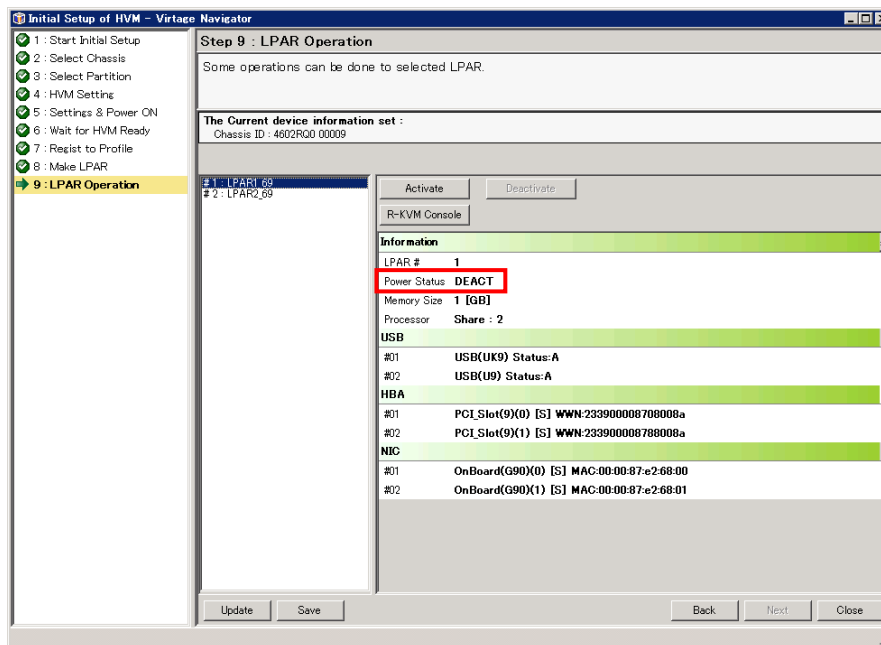 Initial Setup of HVM - Virtage Navigator
1 : Start Initial Setup
2 : Select Chassis
3 : Select Partition
4 : HVM Setting
5 : Settings & Power ON
6 : Wait for HVM Ready
7 : Regist to Profile
8 : Make LPAR
9 : LPAR Operation
Step 9 : LPAR Operation
Some operations can be done to selected LPAR.
The Current device information set :
Chassis ID : 4602RQ0 00009
# 1 : LPAR1_69
# 2 : LPAR2_69
Activate Deactivate
R-KVM Console
Information
LPAR # 1
Power Status DEACT
Memory Size 1 [GB]
Processor Share : 2
USB
#01 USB(UK9) Status:A
#02 USB(U9) Status:A
HBA
#01 PCI_Slot(9)(0) [S] WWN:233900008708008a
#02 PCI_Slot(9)(1) [S] WWN:233900008788008a
NIC
#01 OnBoard(G90)(0) [S] MAC:00:00:87:e2:68:00
#02 OnBoard(G90)(1) [S] MAC:00:00:87:e2:68:01
Update Save Back Next Close